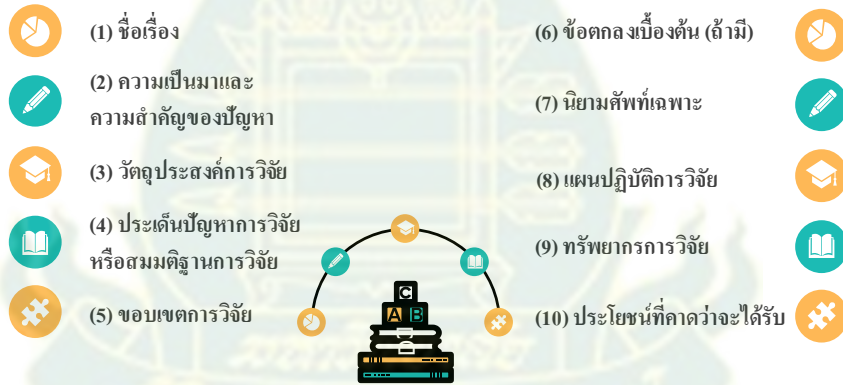 (1) ชื่อเรื่อง
(2) ความเป็นมาและ
ความสำคัญของปัญหา
(3) วัตถุประสงค์การวิจัย
(4) ประเด็นปัญหาการวิจัย
หรือสมมติฐานการวิจัย
(5) ขอบเขตการวิจัย
(6) ข้อตกลงเบื้องต้น (ถ้ามี)
(7) นิยามศัพท์เฉพาะ
(8) แผนปฏิบัติการวิจัย
(9) ทรัพยากรการวิจัย
(10) ประโยชน์ที่คาดว่าจะได้รับ
C
A B